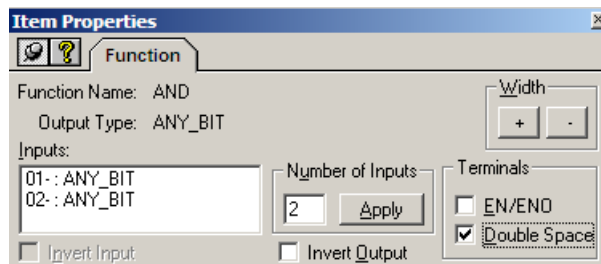 Item Properties
Function
Function Name: AND
Output Type: ANY_BIT
Width
+ -
Inputs:
01- : ANY_BIT
02- : ANY_BIT
Number of Inputs
2 Apply
Terminals
EN/ENO
Double Space
Invert Input
Invert Output